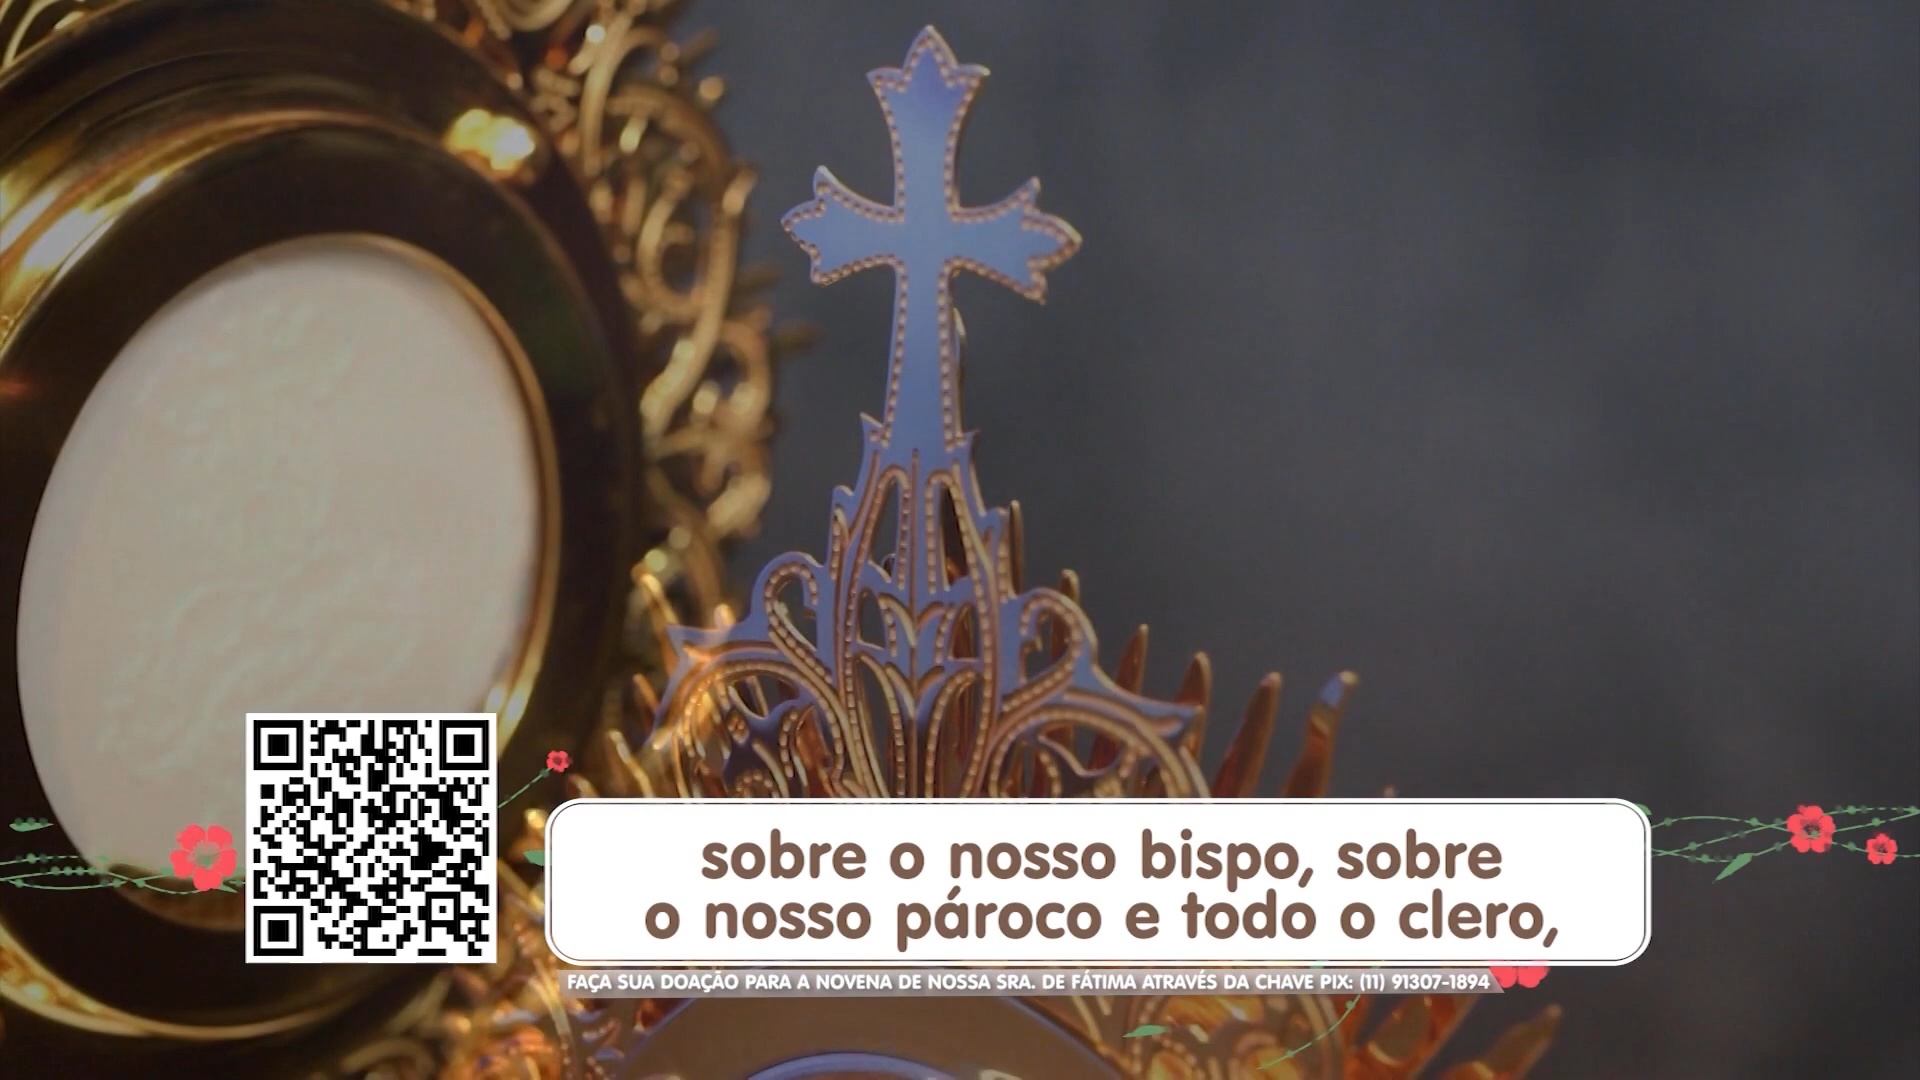 sobre o nosso bispo, sobre
o nosso pároco e todo o clero,
FAÇA SUA DOAÇÃO PARA A NOVENA DE NOSSA SRA. DE FÁTIMA ATRAVÉS DA CHAVE PIX: (11) 91307-1894